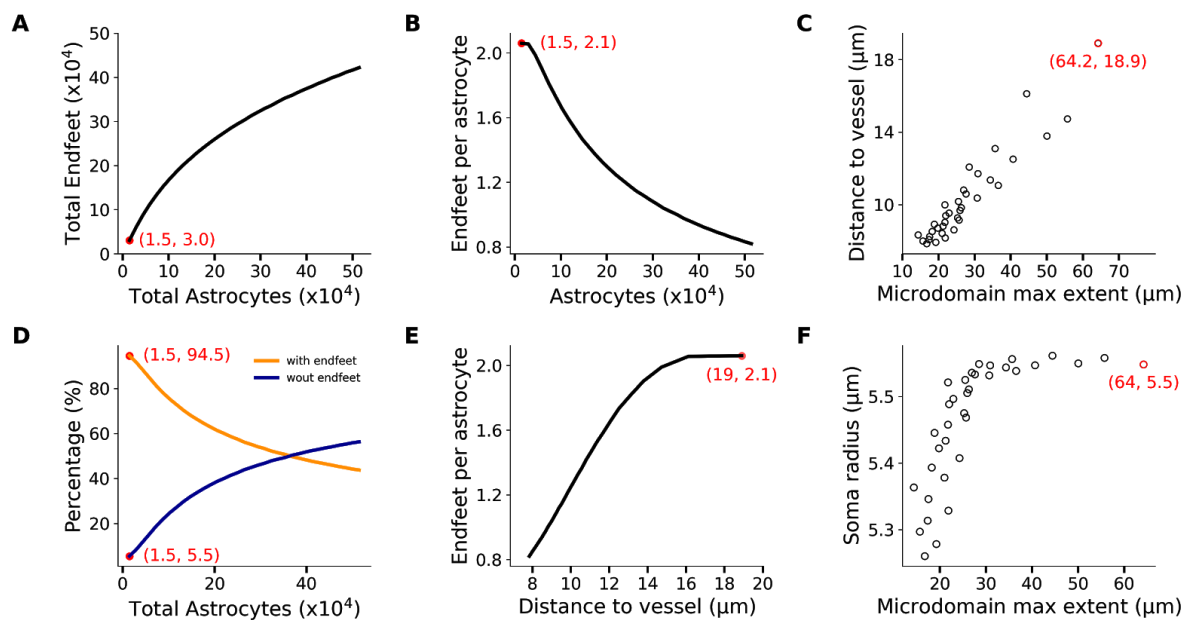 A
50
40
30
20
10
0
Total Endfeet (x10⁴)
(1.5, 3.0)
0 10 20 30 40 50
Total Astrocytes (x10⁴)
B
2.0
1.6
1.2
0.8
Endfeet per astrocyte
(1.5, 2.1)
0 10 20 30 40 50
Astrocytes (x10⁴)
C
18
14
10
Distance to vessel (μm)
(64.2, 18.9)
10 20 30 40 50 60 70
Microdomain max extent (μm)
D
80
60
40
20
Percentage (%)
(1.5, 94.5)
with endfeet
wout endfeet
(1.5, 5.5)
0 20 40
Total Astrocytes (x10⁴)
E
2.0
1.6
1.2
0.8
Endfeet per astrocyte
(19, 2.1)
8 10 12 14 16 18 20
Distance to vessel (μm)
F
5.5
5.4
5.3
Soma radius (μm)
(64, 5.5)
20 30 40 50 60
Microdomain max extent (μm)